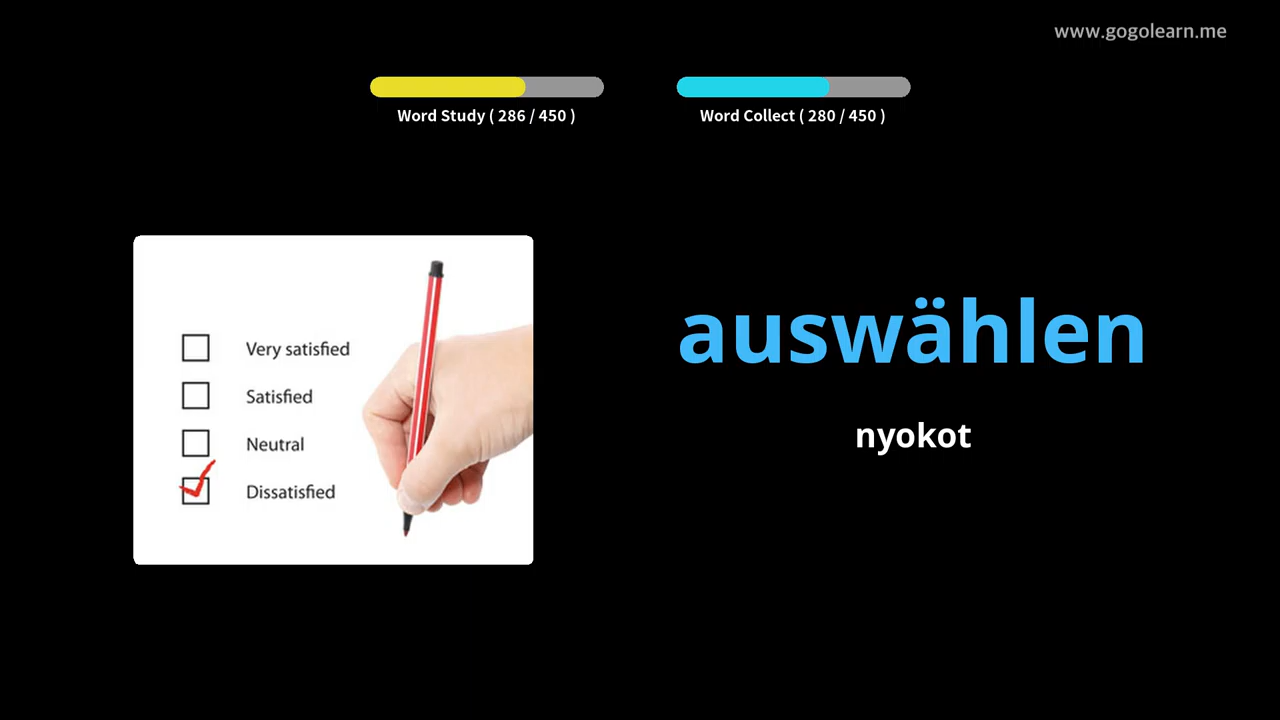 www.gogolearn.me
Word Study ( 286 / 450 )
Word Collect ( 280 / 450 )
Very satisfied
Satisfied
Neutral
Dissatisfied
auswählen
nyokot